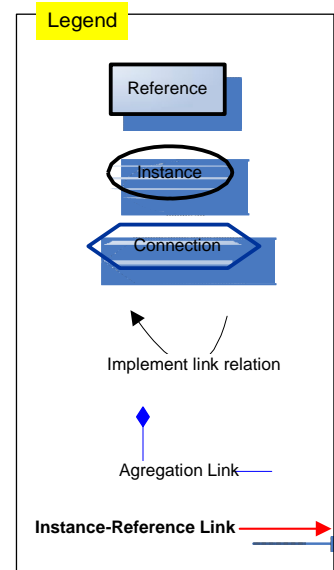 Legend
Reference
Instance
Connection
Implement link relation
Agregation Link
Instance-Reference Link